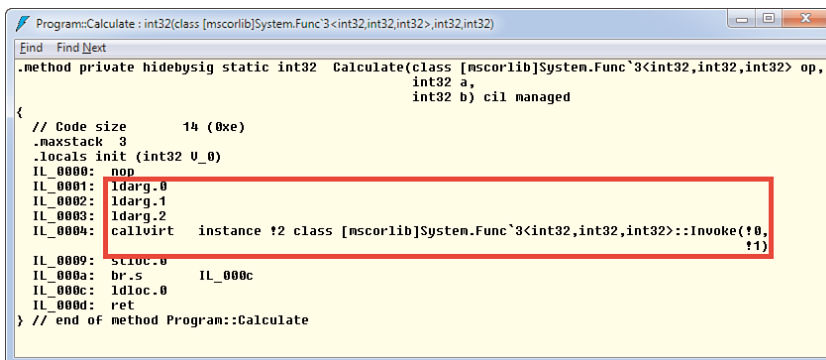 Program::Calculate : int32(class [mscorlib]System.Func`3<int32,int32,int32>,int32,int32)
Find Find Next
.method private hidebysig static int32  Calculate(class [mscorlib]System.Func`3<int32,int32,int32> op,
int32 a,
int32 b) cil managed
{
// Code size       14 (0xe)
.maxstack  3
.locals init (int32 V_0)
IL_0000:  nop
IL_0001:  ldarg.0
IL_0002:  ldarg.1
IL_0003:  ldarg.2
IL_0004:  callvirt   instance !2 class [mscorlib]System.Func`3<int32,int32,int32>::Invoke(!0,
!1)
IL_0009:  stloc.0
IL_000a:  br.s       IL_000c
IL_000c:  ldloc.0
IL_000d:  ret
} // end of method Program::Calculate